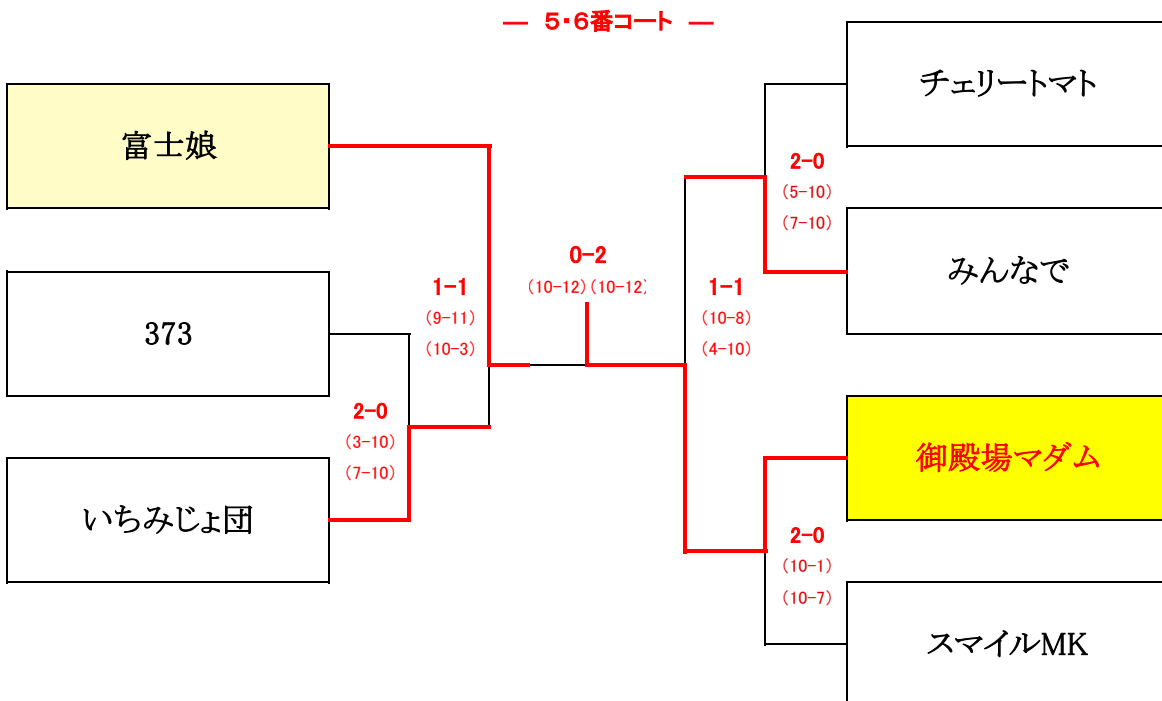 ― 5・6番コート ―
チェリートマト
富士娘
2-0
(5-10)
(7-10)
みんなで
0-2
(10-12)(10-12)
1-1
(9-11)
(10-3)
1-1
(10-8)
(4-10)
373
2-0
(3-10)
(7-10)
御殿場マダム
いちみじょ団
2-0
(10-1)
(10-7)
スマイルMK